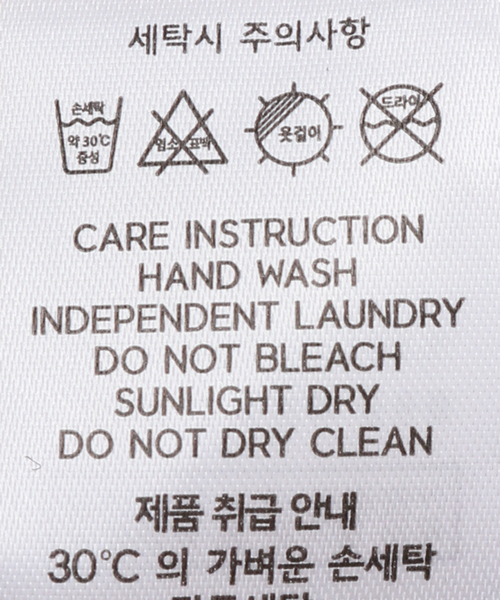 세탁시 주의사항
손세탁
약 30℃
중성
염소 표백
옷걸이
드라이
CARE INSTRUCTION
HAND WASH
INDEPENDENT LAUNDRY
DO NOT BLEACH
SUNLIGHT DRY
DO NOT DRY CLEAN
제품 취급 안내
30℃ 의 가벼운 손세탁